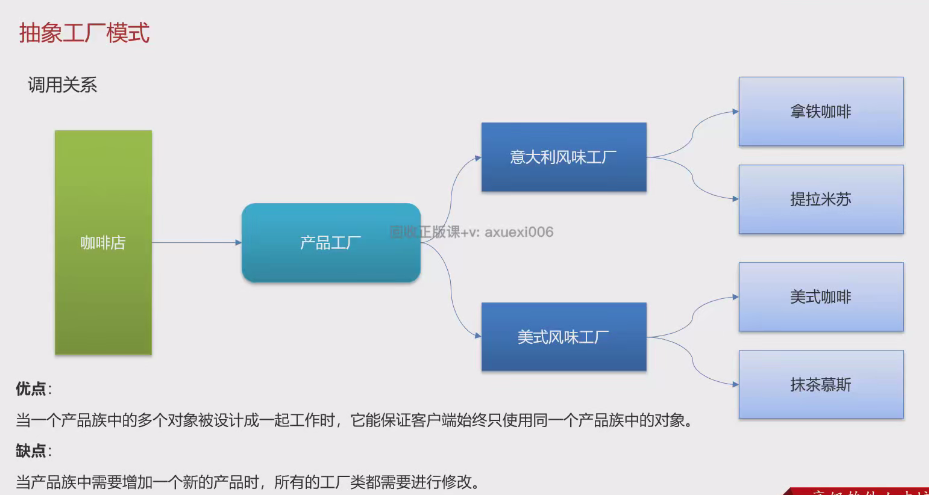 抽象工厂模式
调用关系
咖啡店
产品工厂
意大利风味工厂
美式风味工厂
拿铁咖啡
提拉米苏
美式咖啡
抹茶慕斯
正版课+v: axuexi006
优点：
当一个产品族中的多个对象被设计成一起工作时，它能保证客户端始终只使用同一个产品族中的对象。
缺点：
当产品族中需要增加一个新的产品时，所有的工厂类都需要进行修改。